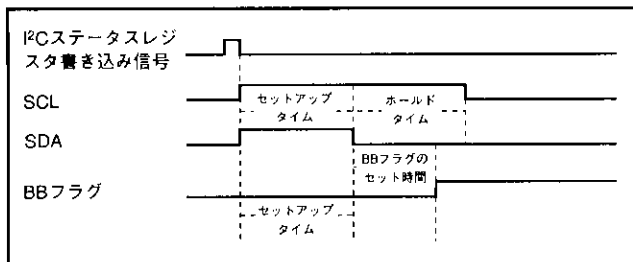 I²Cステータスレジ
スタ書き込み信号
SCL
セットアップ
タイム
ホールド
タイム
SDA
BBフラグの
セット時間
BBフラグ
セットアップ
タイム